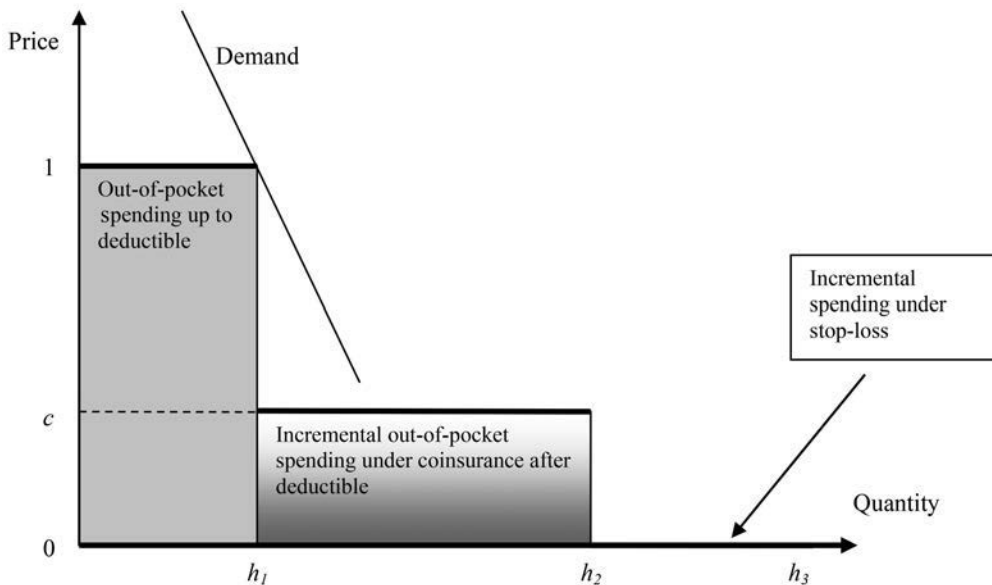 Price
Demand
1
Out-of-pocket
spending up to
deductible
Incremental
spending under
stop-loss
c
Incremental out-of-pocket
spending under coinsurance after
deductible
Quantity
0
h1
h2
h3